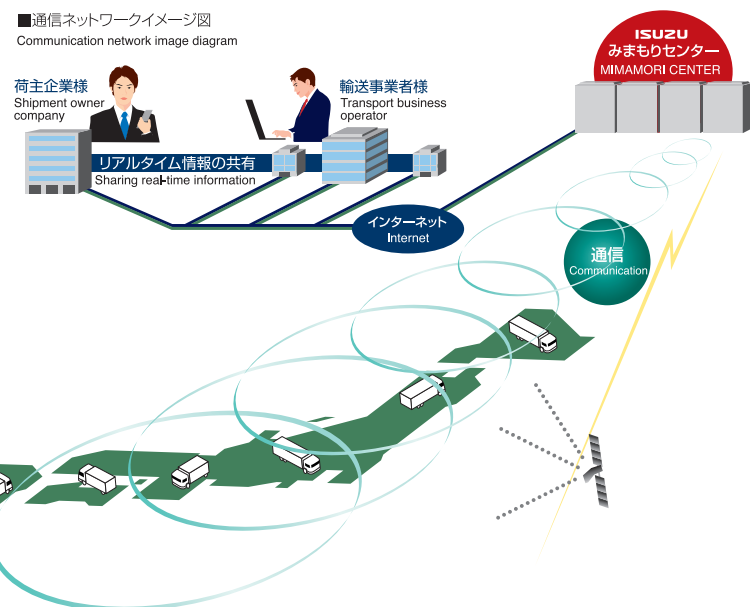 ■通信ネットワークイメージ図
Communication network image diagram
荷主企業様
Shipment owner
company
輸送事業者様
Transport business
operator
ISUZU
みまもりセンター
MIMAMORI CENTER
リアルタイム情報の共有
Sharing real-time information
インターネット
Internet
通信
Communication